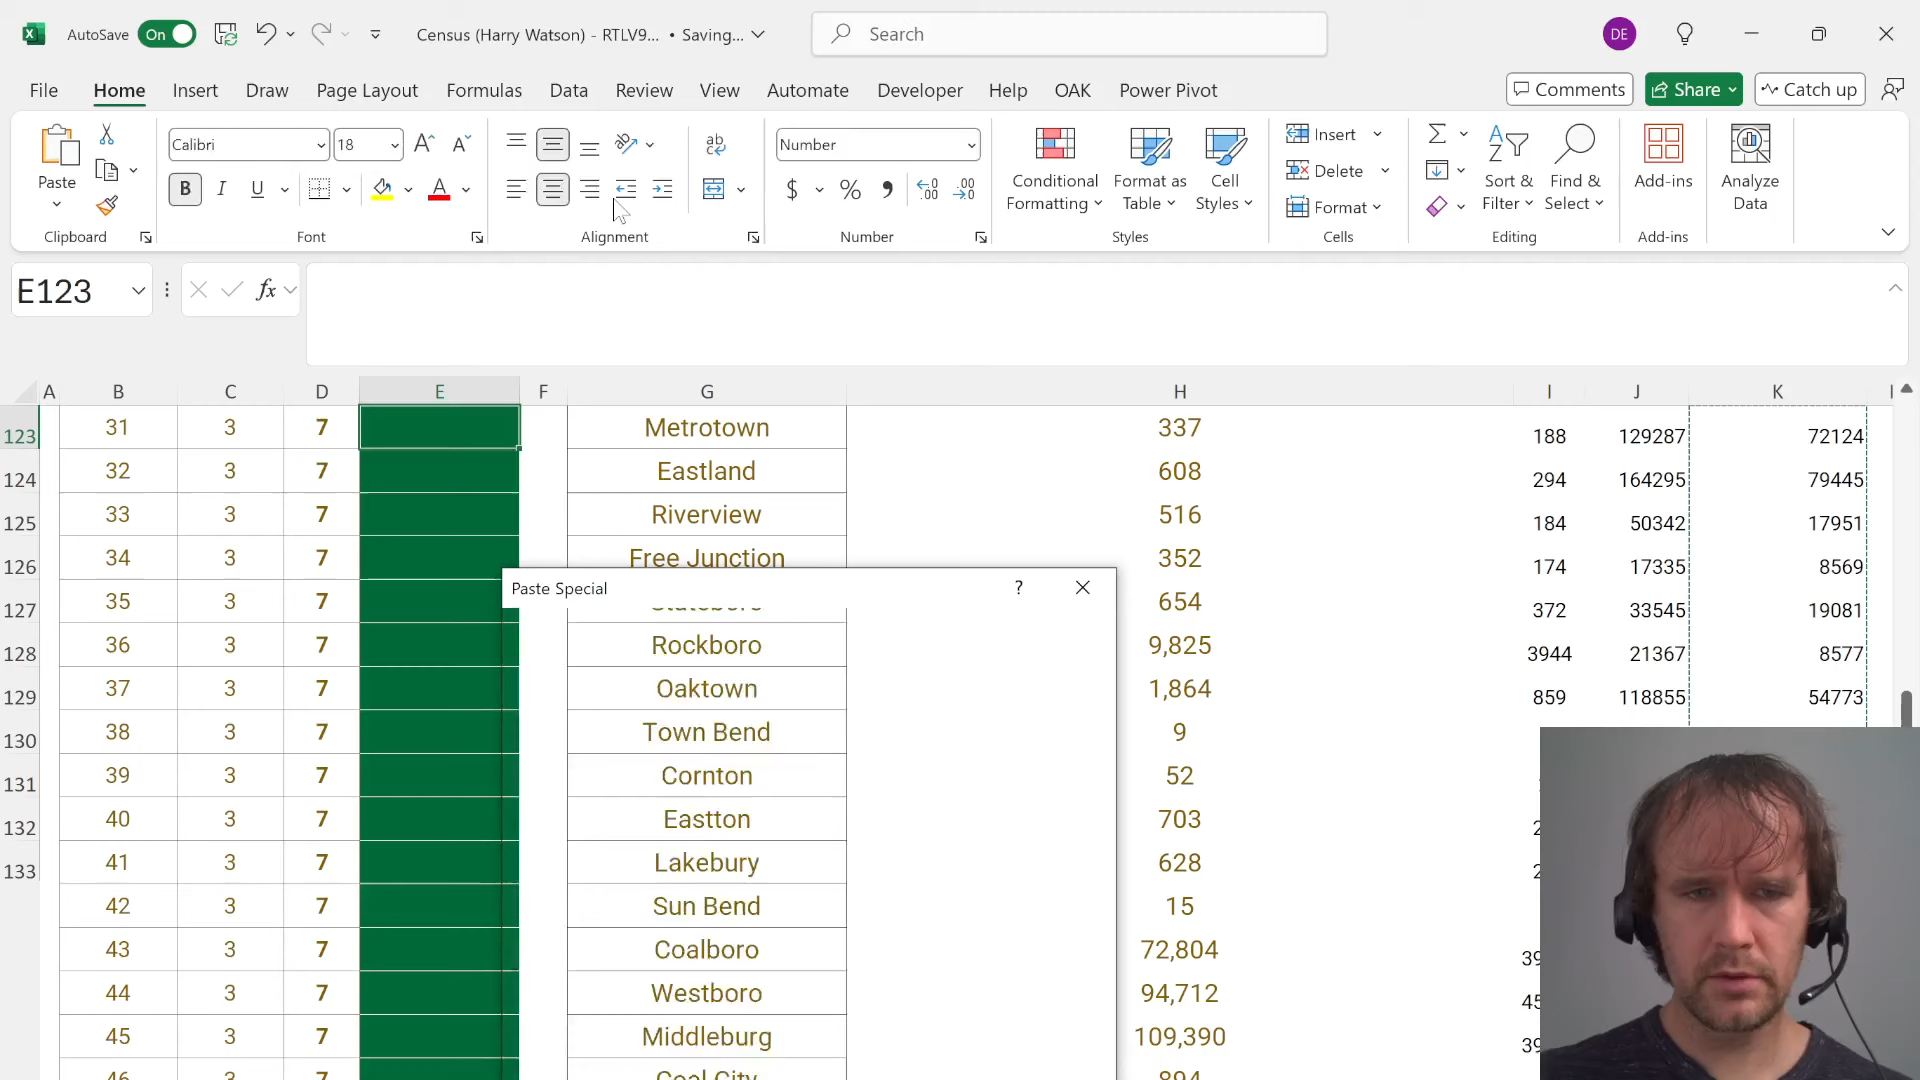 AutoSave On Census (Harry Watson) - RTLV9... • Saving... Search DE
File Home Insert Draw Page Layout Formulas Data Review View Automate Developer Help OAK Power Pivot Comments Share Catch up
Paste Calibri 18 Number Conditional Formatting Format as Table Cell Styles Insert Delete Format Sort & Filter Find & Select Add-ins Analyze Data
B I U A ab c $ % , .00 .00
Clipboard Font Alignment Number Styles Cells Editing Add-ins
E123 fx
A B C D E F G H I J K
123 31 3 7 Metrotown 337 188 129287 72124
124 32 3 7 Eastland 608 294 164295 79445
125 33 3 7 Riverview 516 184 50342 17951
126 34 3 7 Free Junction 352 174 17335 8569
Paste Special ?
127 35 3 7 654 372 33545 19081
128 36 3 7 Rockboro 9,825 3944 21367 8577
129 37 3 7 Oaktown 1,864 859 118855 54773
130 38 3 7 Town Bend 9
131 39 3 7 Cornton 52
132 40 3 7 Eastton 703
133 41 3 7 Lakebury 628
42 3 7 Sun Bend 15
43 3 7 Coalboro 72,804
44 3 7 Westboro 94,712
45 3 7 Middleburg 109,390
46 3 7 Coal City 894